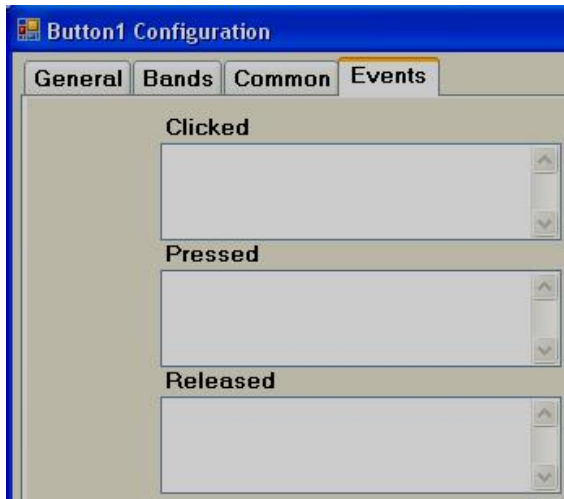 Button1 Configuration
General Bands Common Events
Clicked
Pressed
Released